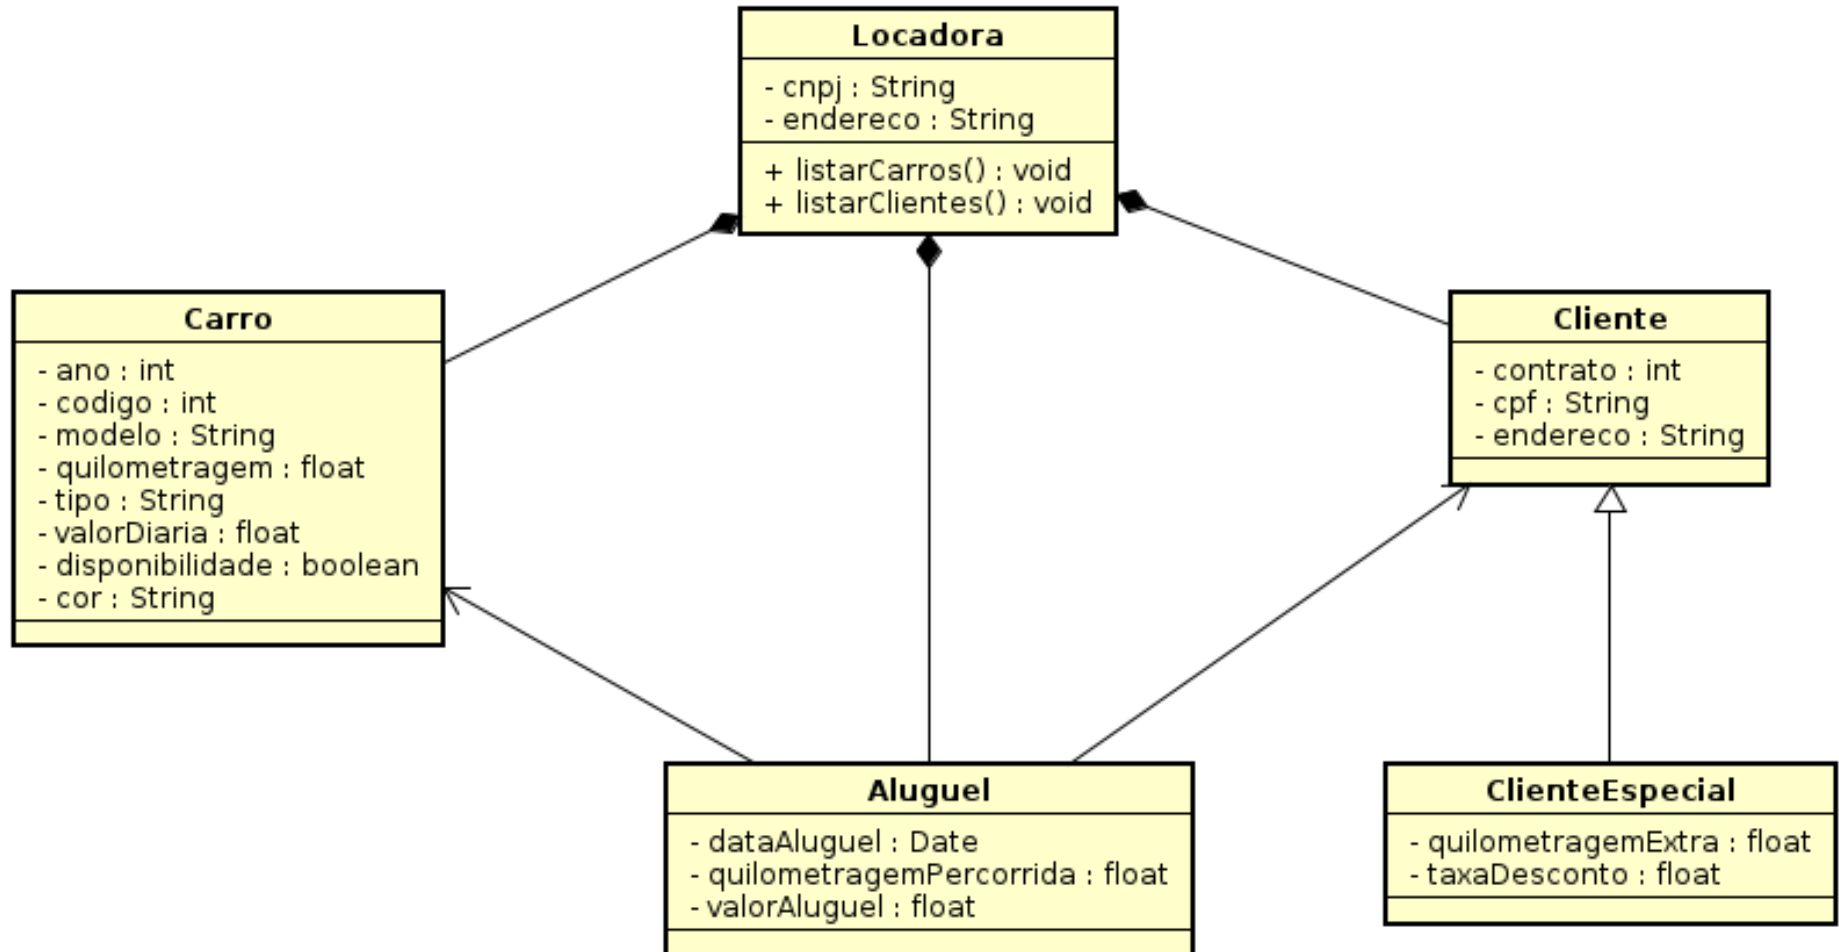 Locadora
- cnpj : String
- endereco : String
+ listarCarros() : void
+ listarClientes() : void
Carro
- ano : int
- codigo : int
- modelo : String
- quilometragem : float
- tipo : String
- valorDiaria : float
- disponibilidade : boolean
- cor : String
Cliente
- contrato : int
- cpf : String
- endereco : String
Aluguel
- dataAluguel : Date
- quilometragemPercorrida : float
- valorAluguel : float
ClienteEspecial
- quilometragemExtra : float
- taxaDesconto : float